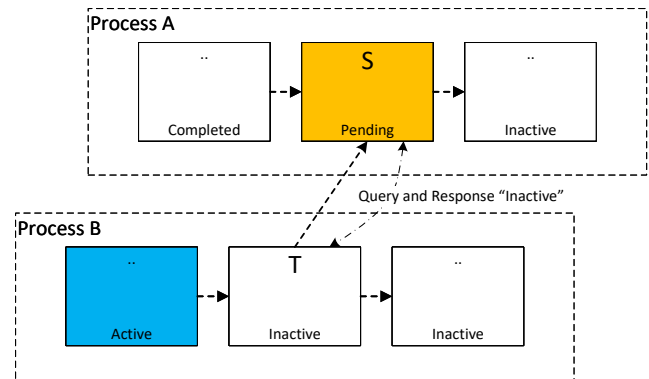 Process A
..
S
..
Completed
Pending
Inactive
Query and Response “Inactive”
Process B
..
T
..
Active
Inactive
Inactive